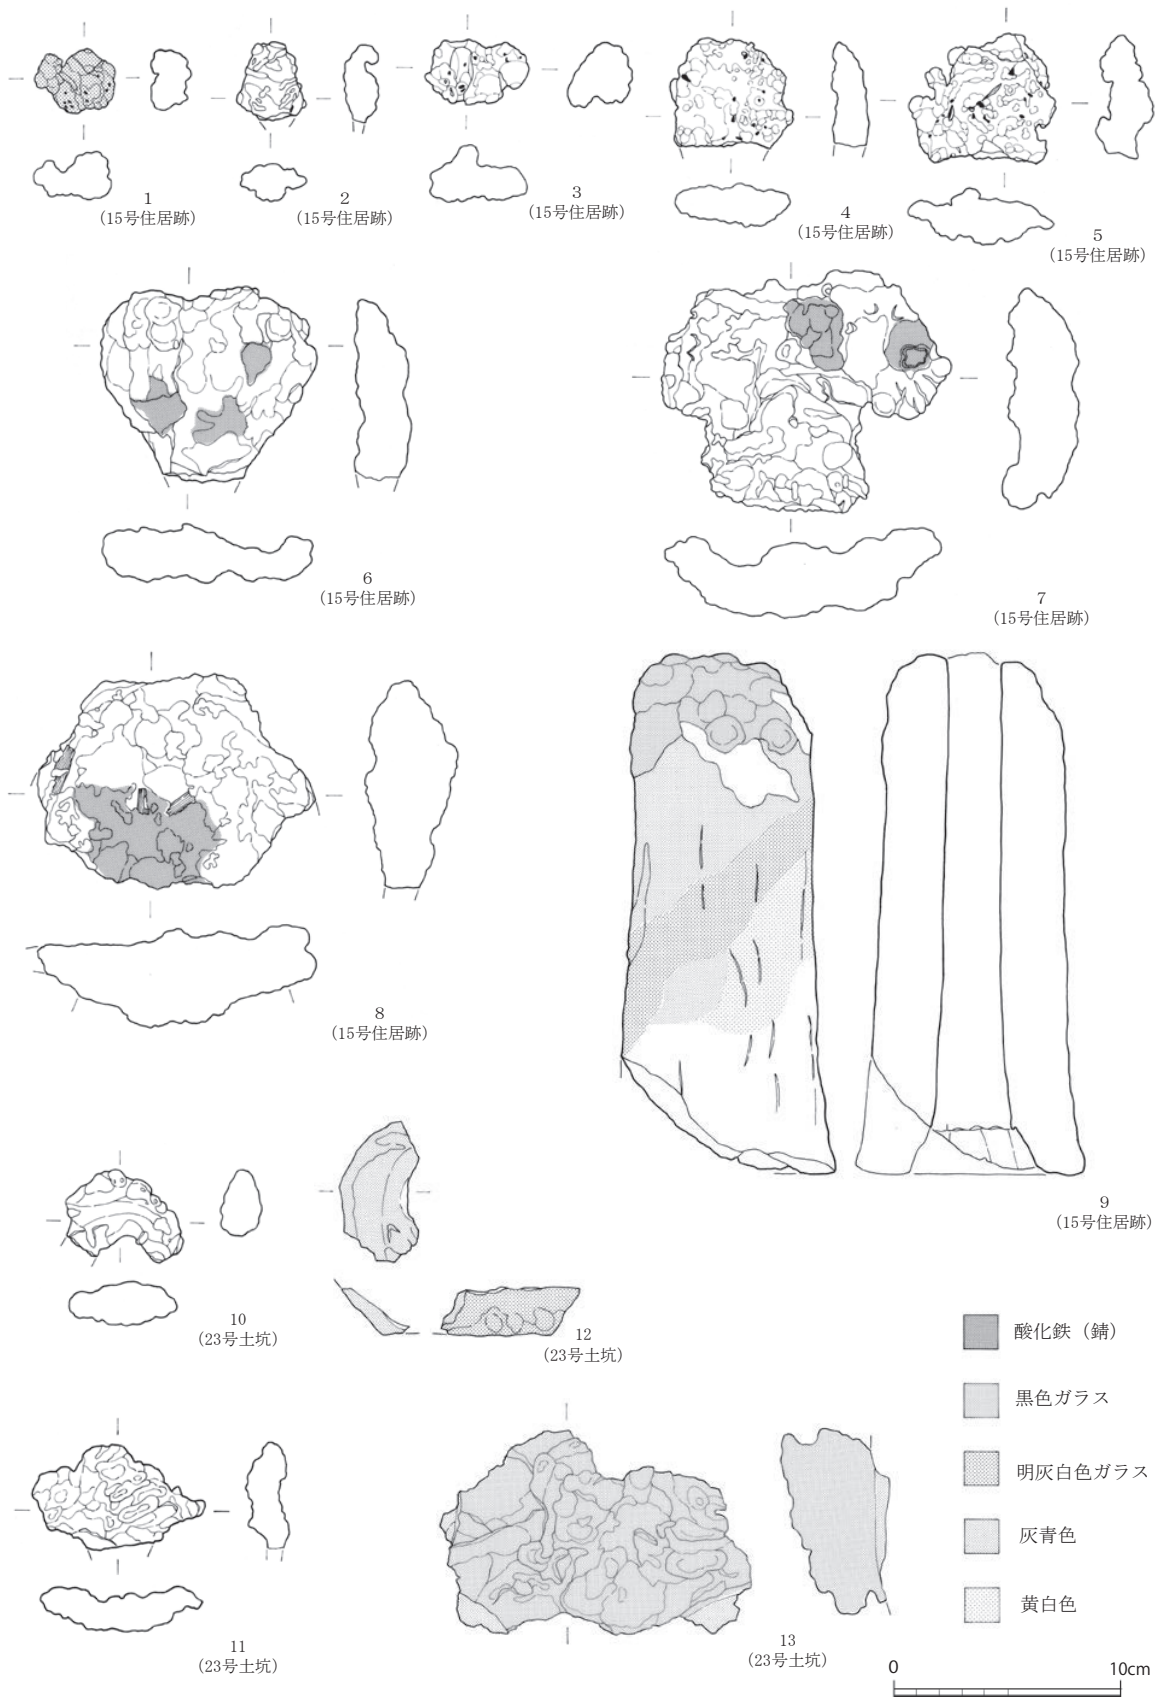 1
(15号住居跡)
2
(15号住居跡)
3
(15号住居跡)
4
(15号住居跡)
5
(15号住居跡)
6
(15号住居跡)
7
(15号住居跡)
8
(15号住居跡)
9
(15号住居跡)
10
(23号土坑)
12
(23号土坑)
11
(23号土坑)
13
(23号土坑)
酸化鉄（錆）
黒色ガラス
明灰白色ガラス
灰青色
黄白色
0 10cm